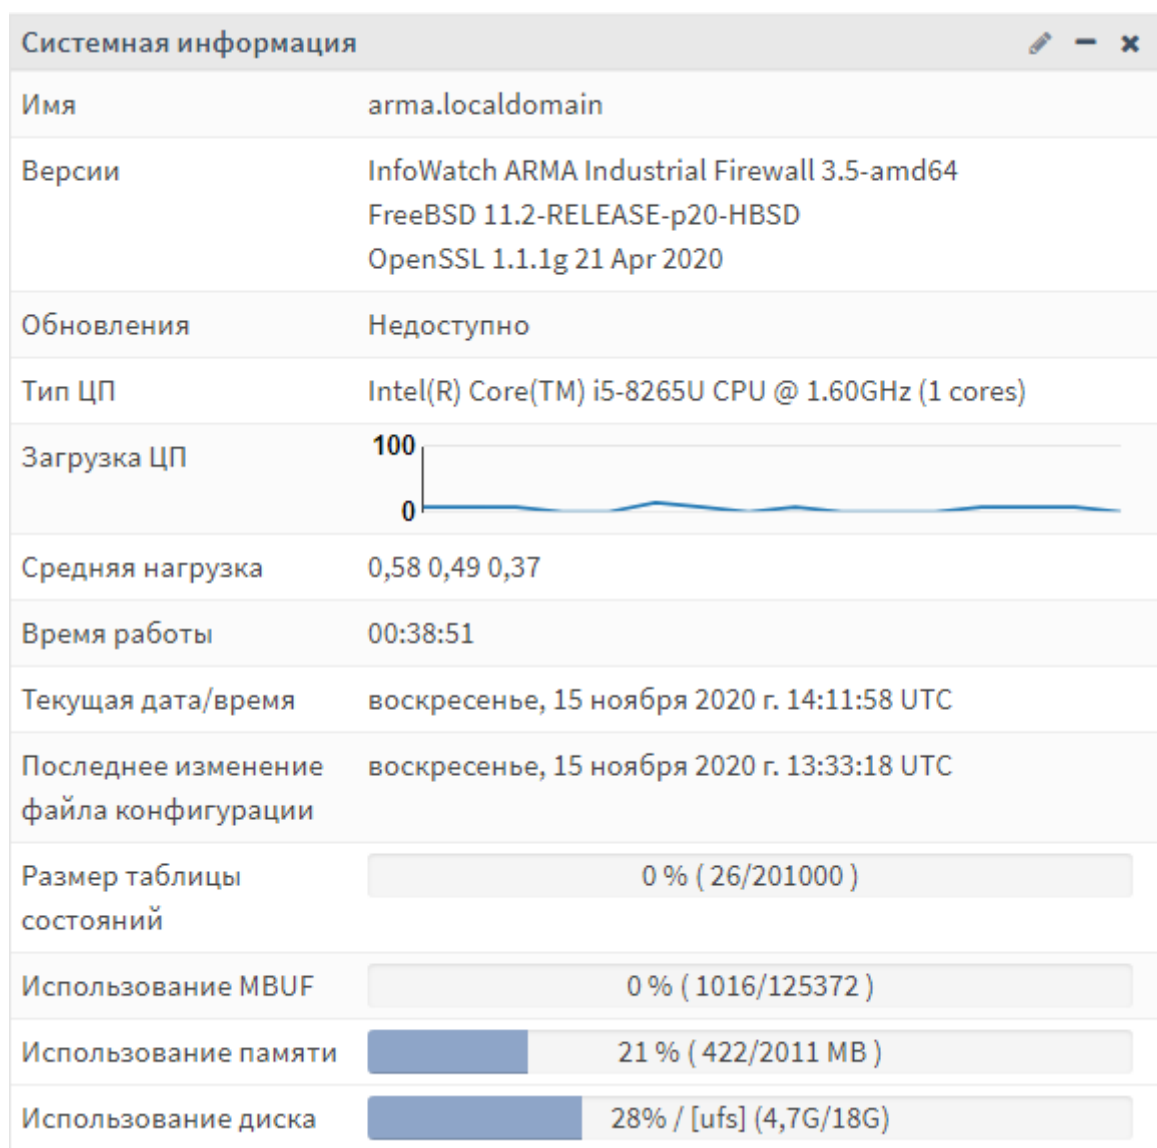 Системная информация
Имя arma.localdomain
Версии InfoWatch ARMA Industrial Firewall 3.5-amd64
FreeBSD 11.2-RELEASE-p20-HBSD
OpenSSL 1.1.1g 21 Apr 2020
Обновления Недоступно
Тип ЦП Intel(R) Core(TM) i5-8265U CPU @ 1.60GHz (1 cores)
Загрузка ЦП 100
0
Средняя нагрузка 0,58 0,49 0,37
Время работы 00:38:51
Текущая дата/время воскресенье, 15 ноября 2020 г. 14:11:58 UTC
Последнее изменение воскресенье, 15 ноября 2020 г. 13:33:18 UTC
файла конфигурации
Размер таблицы 0 % ( 26/201000 )
состояний
Использование MBUF 0 % ( 1016/125372 )
Использование памяти 21 % ( 422/2011 MB )
Использование диска 28% / [ufs] (4,7G/18G)